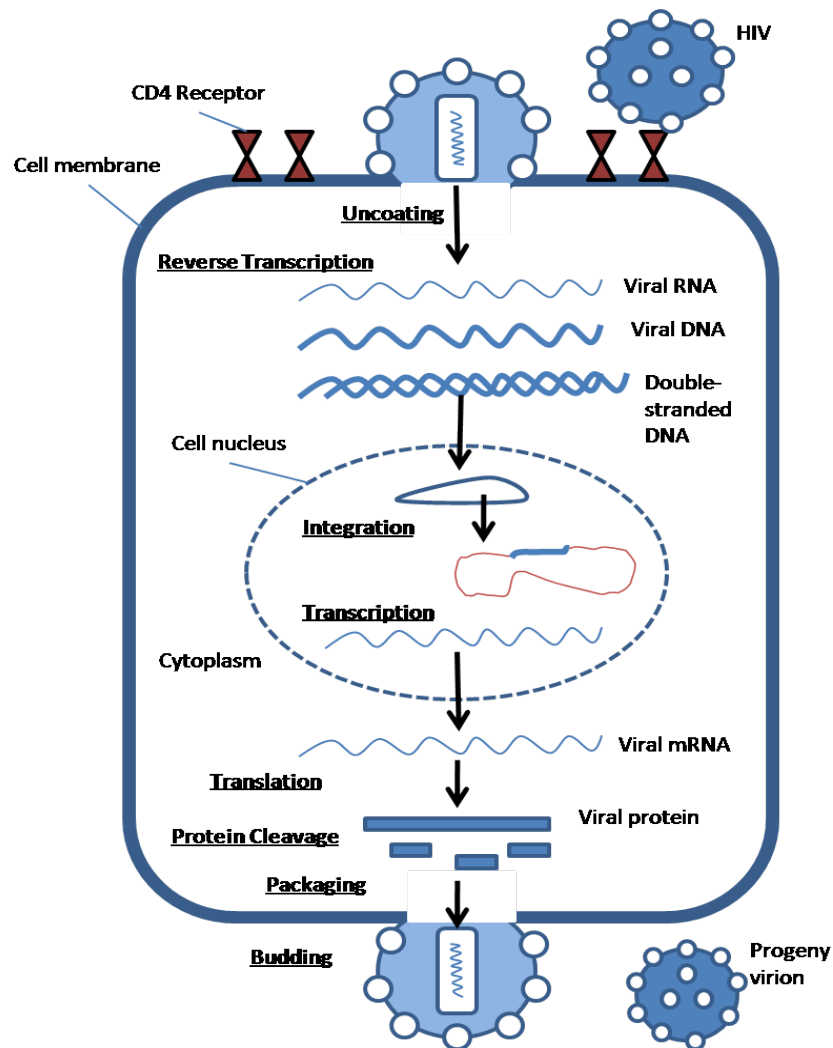 HIV
CD4 Receptor
Cell membrane
Uncoating
Reverse Transcription
Viral RNA
Viral DNA
Double-
stranded
DNA
Cell nucleus
Integration
Transcription
Cytoplasm
Viral mRNA
Translation
Viral protein
Protein Cleavage
Packaging
Budding
Progeny
virion